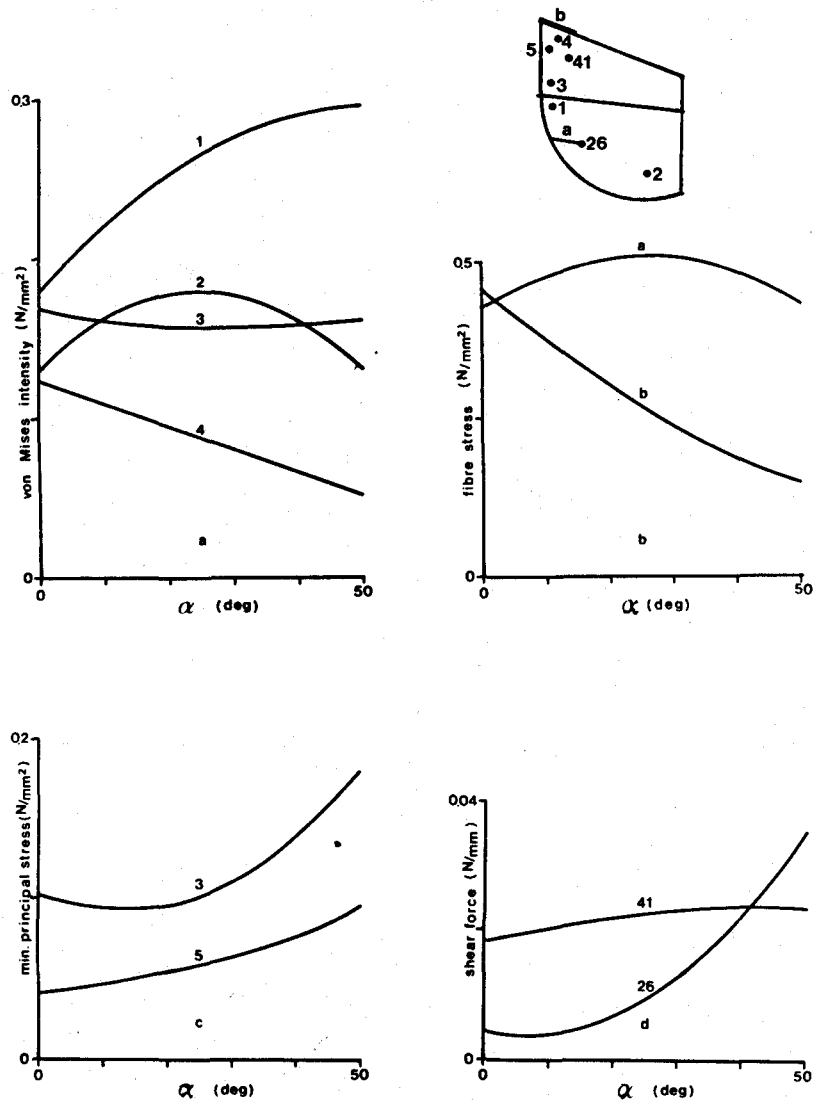 b
4
5
41
3
1
a
26
2
0.3
von Mises intensity (N/mm²)
1
2
3
4
a
0
0
50
α (deg)
0.5
fibre stress (N/mm²)
a
b
b
0
0
50
α (deg)
0.2
min. principal stress (N/mm²)
3
5
c
0
0
50
α (deg)
0.04
shear force (N/mm)
41
26
d
0
0
50
α (deg)